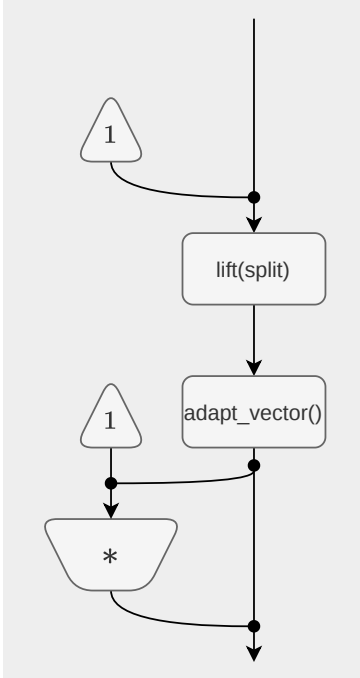 1
lift(split)
adapt_vector()
1
*